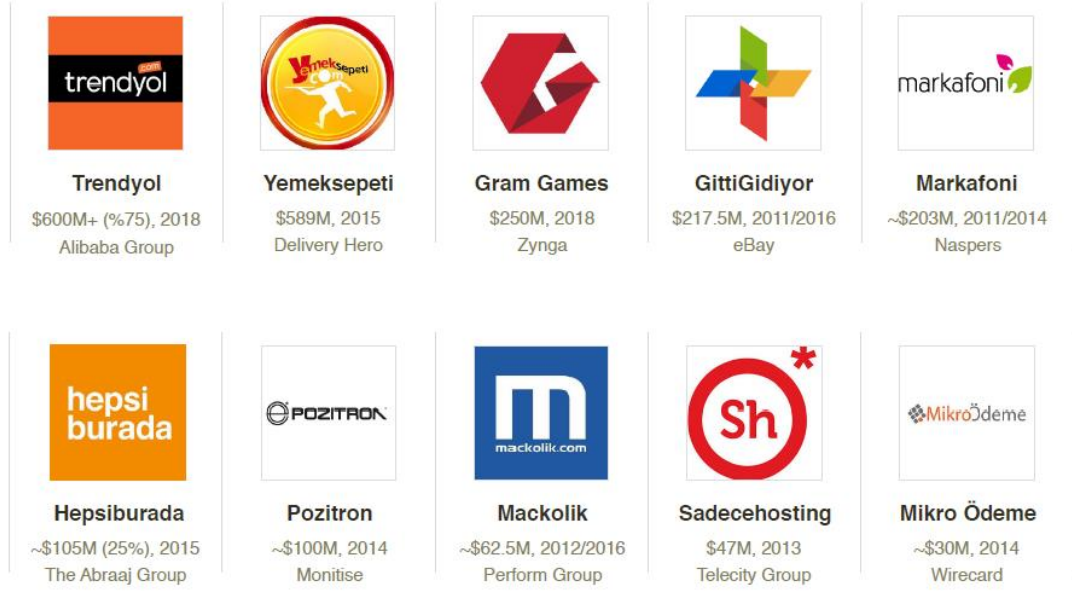 trendyol
.com
Yemeksepeti
.com
markafoni
Trendyol
Yemeksepeti
Gram Games
GittiGidiyor
Markafoni
$600M+ (%75), 2018
$589M, 2015
$250M, 2018
$217.5M, 2011/2016
~$203M, 2011/2014
Alibaba Group
Delivery Hero
Zynga
eBay
Naspers
hepsi
burada
POZITRON
m
mackolik.com
Sh*
MikroÖdeme
Hepsiburada
Pozitron
Mackolik
Sadecehosting
Mikro Ödeme
~$105M (25%), 2015
~$100M, 2014
~$62.5M, 2012/2016
$47M, 2013
~$30M, 2014
The Abraaj Group
Monitise
Perform Group
Telecity Group
Wirecard